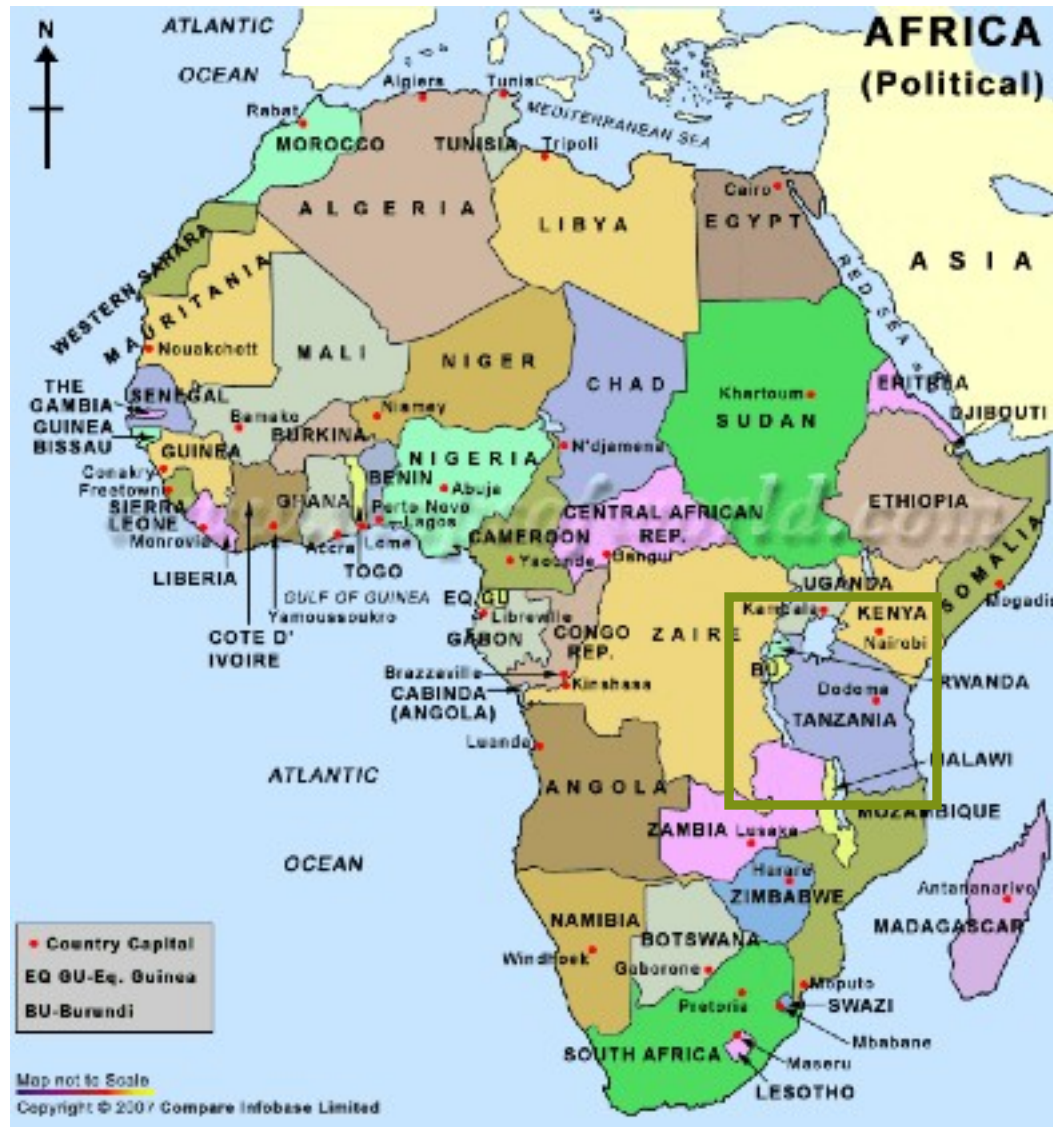 N
ATLANTIC
OCEAN
AFRICA
(Political)
Algiers
Tunis
Rabat
MEDITERRANEAN SEA
MOROCCO
TUNISIA
Tripoli
Cairo
ALGERIA
LIBYA
EGYPT
ASIA
RED SEA
WESTERN SAHARA
MAURITANIA
Nouakchott
MALI
NIGER
CHAD
Khartoum
SUDAN
ERITREA
DJIBOUTI
THE
GAMBIA
SENEGAL
GUINEA
BISSAU
Bamako
Niamey
BURKINA
N'djamena
GUINEA
NIGERIA
BENIN
Conakry
Freetown
GHANA
Abuja
ETHIOPIA
SIERRA
LEONE
Porto Novo
Lagos
CENTRAL AFRICAN
REP.
Monrovia
Accra
Lome
CAMEROON
Yaounde
Bangui
SOMALIA
LIBERIA
TOGO
UGANDA
GULF OF GUINEA
EQ GU
Kampala
KENYA
Mogadis
Yamoussoukro
Libreville
COTE D'
IVOIRE
GABON
CONGO
REP.
ZAIRE
Nairobi
BU
Brazzaville
Kinshasa
RWANDA
CABINDA
(ANGOLA)
Dodoma
TANZANIA
Luanda
MALAWI
ATLANTIC
ANGOLA
MOZAMBIQUE
ZAMBIA
Lusaka
OCEAN
Harare
ZIMBABWE
Antananarivo
MADAGASCAR
NAMIBIA
BOTSWANA
Windhoek
Gaborone
Maputo
Pretoria
SWAZI
Mbabane
SOUTH AFRICA
Maseru
LESOTHO
Country Capital
EQ GU-Eq. Guinea
BU-Burundi
Map not to Scale
Copyright © 2007 Compare Infobase Limited